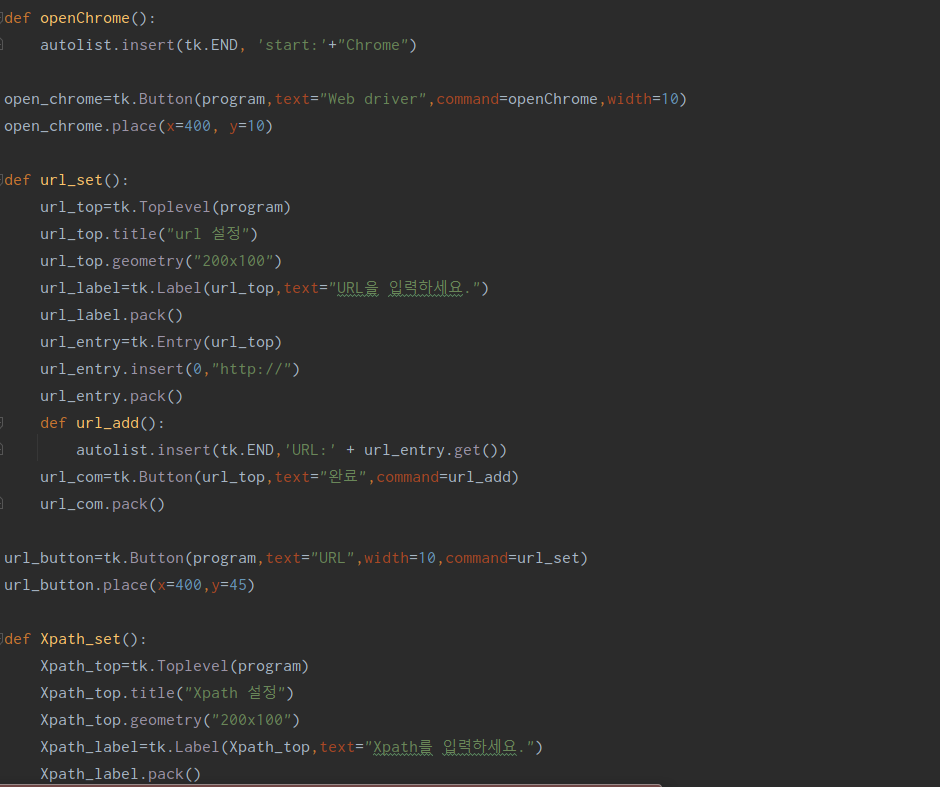 def openChrome():
    autolist.insert(tk.END, 'start:'+"Chrome")
open_chrome=tk.Button(program,text="Web driver",command=openChrome,width=10)
open_chrome.place(x=400, y=10)
def url_set():
    url_top=tk.Toplevel(program)
    url_top.title("url 설정")
    url_top.geometry("200x100")
    url_label=tk.Label(url_top,text="URL을 입력하세요.")
    url_label.pack()
    url_entry=tk.Entry(url_top)
    url_entry.insert(0,"http://")
    url_entry.pack()
    def url_add():
        autolist.insert(tk.END,'URL:' + url_entry.get())
    url_com=tk.Button(url_top,text="완료",command=url_add)
    url_com.pack()
url_button=tk.Button(program,text="URL",width=10,command=url_set)
url_button.place(x=400,y=45)
def Xpath_set():
    Xpath_top=tk.Toplevel(program)
    Xpath_top.title("Xpath 설정")
    Xpath_top.geometry("200x100")
    Xpath_label=tk.Label(Xpath_top,text="Xpath를 입력하세요.")
    Xpath_label.pack()